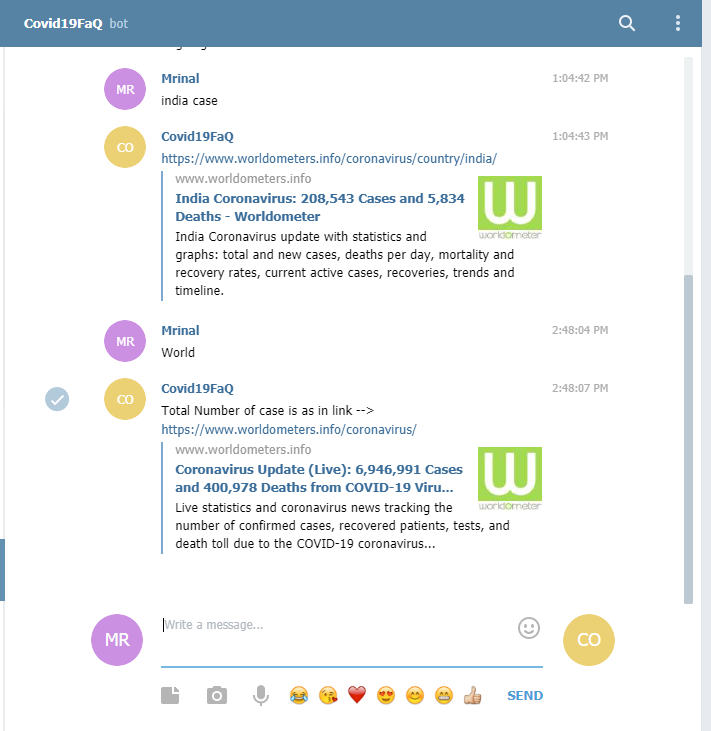 Covid19FaQ bot
Mrinal 1:04:42 PM
MR
india case
Covid19FaQ 1:04:43 PM
CO
https://www.worldometers.info/coronavirus/country/india/
www.worldometers.info
India Coronavirus: 208,543 Cases and 5,834
Deaths - Worldometer
W
worldometer
India Coronavirus update with statistics and
graphs: total and new cases, deaths per day, mortality and
recovery rates, current active cases, recoveries, trends and
timeline.
Mrinal 2:48:04 PM
MR
World
Covid19FaQ 2:48:07 PM
CO
Total Number of case is as in link -->
https://www.worldometers.info/coronavirus/
www.worldometers.info
Coronavirus Update (Live): 6,946,991 Cases
and 400,978 Deaths from COVID-19 Viru...
W
worldometer
Live statistics and coronavirus news tracking the
number of confirmed cases, recovered patients, tests, and
death toll due to the COVID-19 coronavirus...
MR
Write a message...
CO
SEND